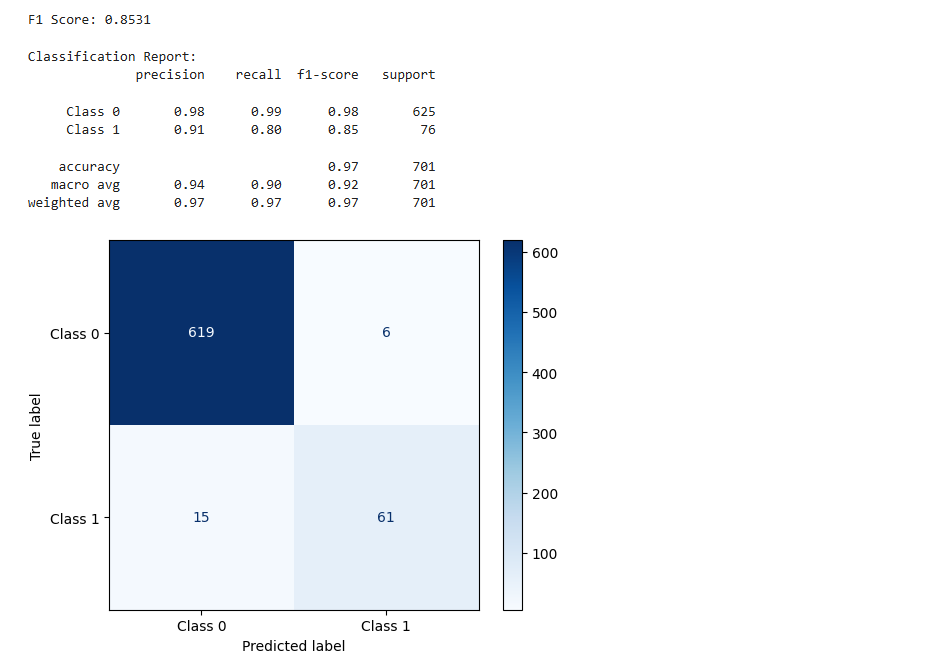 F1 Score: 0.8531
Classification Report:
precision recall f1-score support
Class 0 0.98 0.99 0.98 625
Class 1 0.91 0.80 0.85 76
accuracy 0.97 701
macro avg 0.94 0.90 0.92 701
weighted avg 0.97 0.97 0.97 701
600
500
400
300
200
100
Class 0 619 6
True label
Class 1 15 61
Class 0 Class 1
Predicted label